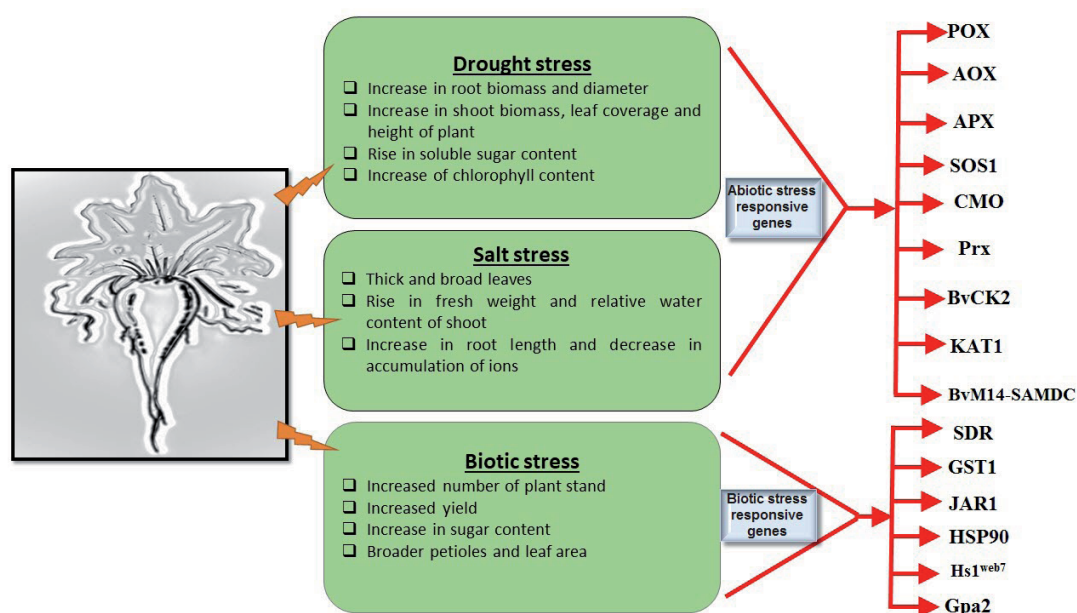 Drought stress
❑ Increase in root biomass and diameter
❑ Increase in shoot biomass, leaf coverage and
height of plant
❑ Rise in soluble sugar content
❑ Increase of chlorophyll content
Salt stress
❑ Thick and broad leaves
❑ Rise in fresh weight and relative water
content of shoot
❑ Increase in root length and decrease in
accumulation of ions
Biotic stress
❑ Increased number of plant stand
❑ Increased yield
❑ Increase in sugar content
❑ Broader petioles and leaf area
Abiotic stress
responsive
genes
Biotic stress
responsive
genes
POX
AOX
APX
SOS1
CMO
Prx
BvCK2
KAT1
BvM14-SAMDC
SDR
GST1
JAR1
HSP90
Hs1web7
Gpa2